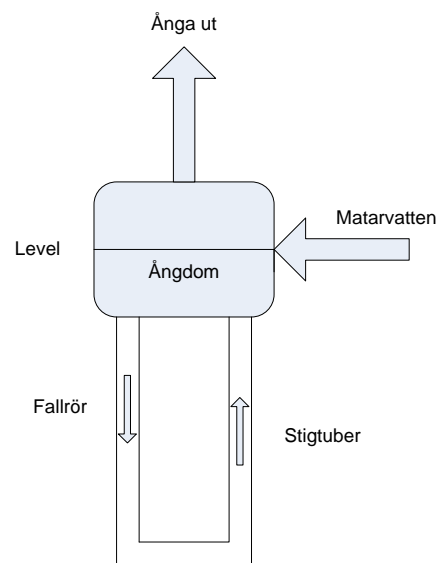 Ånga ut
Matarvatten
Level
Ångdom
Fallrör
Stigtuber